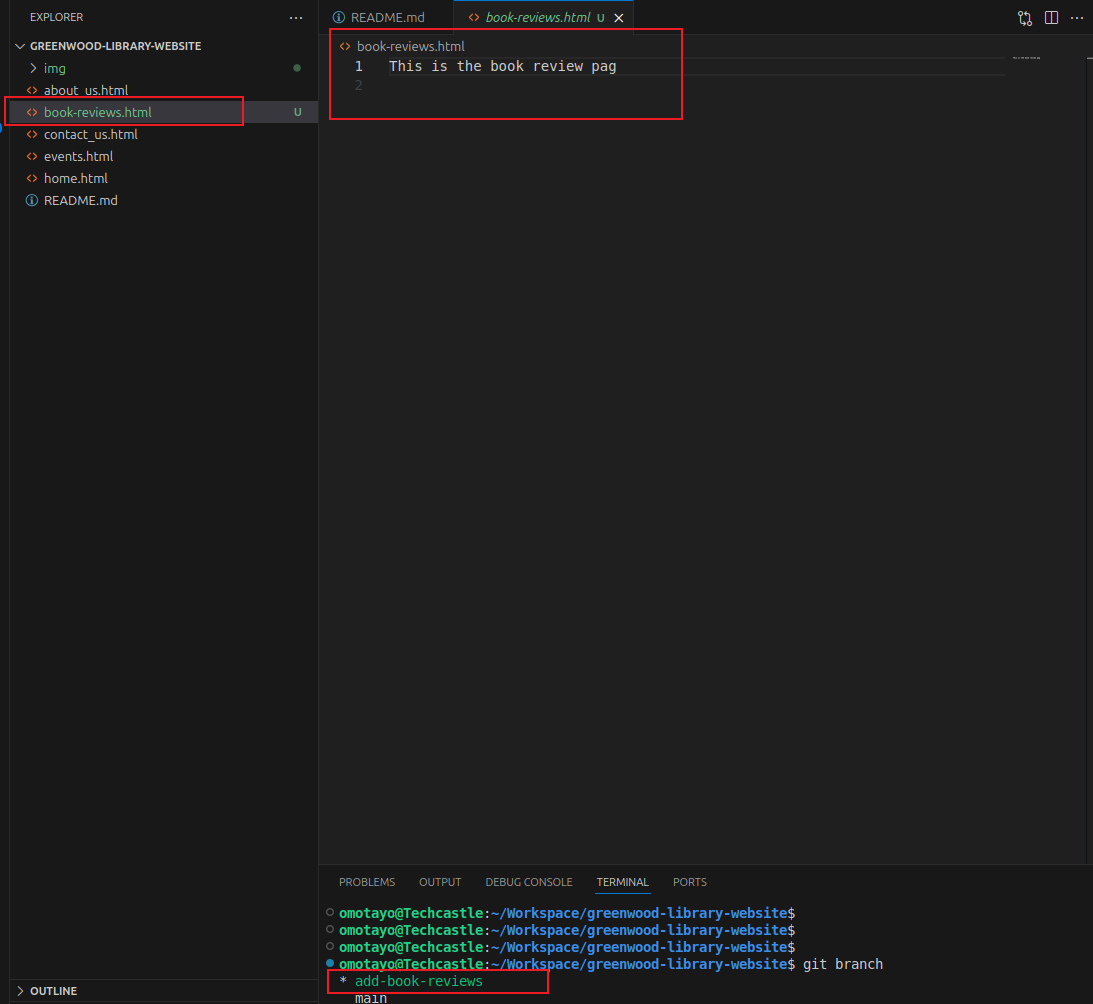 EXPLORER
GREENWOOD-LIBRARY-WEBSITE
img
about_us.html
book-reviews.html U
contact_us.html
events.html
home.html
README.md
OUTLINE
README.md
book-reviews.html U
book-reviews.html
1 This is the book review pag
2
PROBLEMS OUTPUT DEBUG CONSOLE TERMINAL PORTS
omotayo@Techcastle:~/Workspace/greenwood-library-website$
omotayo@Techcastle:~/Workspace/greenwood-library-website$
omotayo@Techcastle:~/Workspace/greenwood-library-website$
omotayo@Techcastle:~/Workspace/greenwood-library-website$ git branch
* add-book-reviews
main